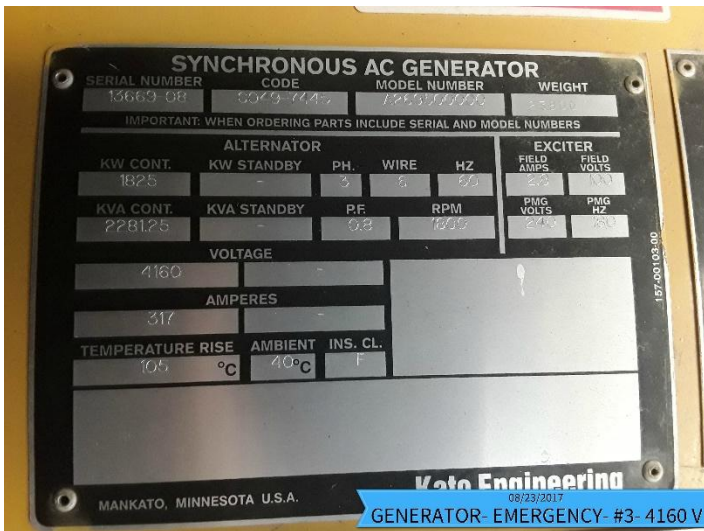 SYNCHRONOUS AC GENERATOR
SERIAL NUMBER CODE MODEL NUMBER WEIGHT
13669-08
IMPORTANT: WHEN ORDERING PARTS INCLUDE SERIAL AND MODEL NUMBERS
ALTERNATOR EXCITER
KW CONT. KW STANDBY PH. WIRE HZ FIELD AMPS FIELD VOLTS
1825 - 3 6 60
KVA CONT. KVA STANDBY P.F. RPM PMG VOLTS PMG HZ
2281.25 - 0.8 1800 240
VOLTAGE
4160 -
AMPERES
317 -
TEMPERATURE RISE AMBIENT INS. CL.
105 °C 40°C F
157-00103-00
Kato Engineering
MANKATO, MINNESOTA U.S.A.
08/23/2017
GENERATOR- EMERGENCY- #3- 4160 V